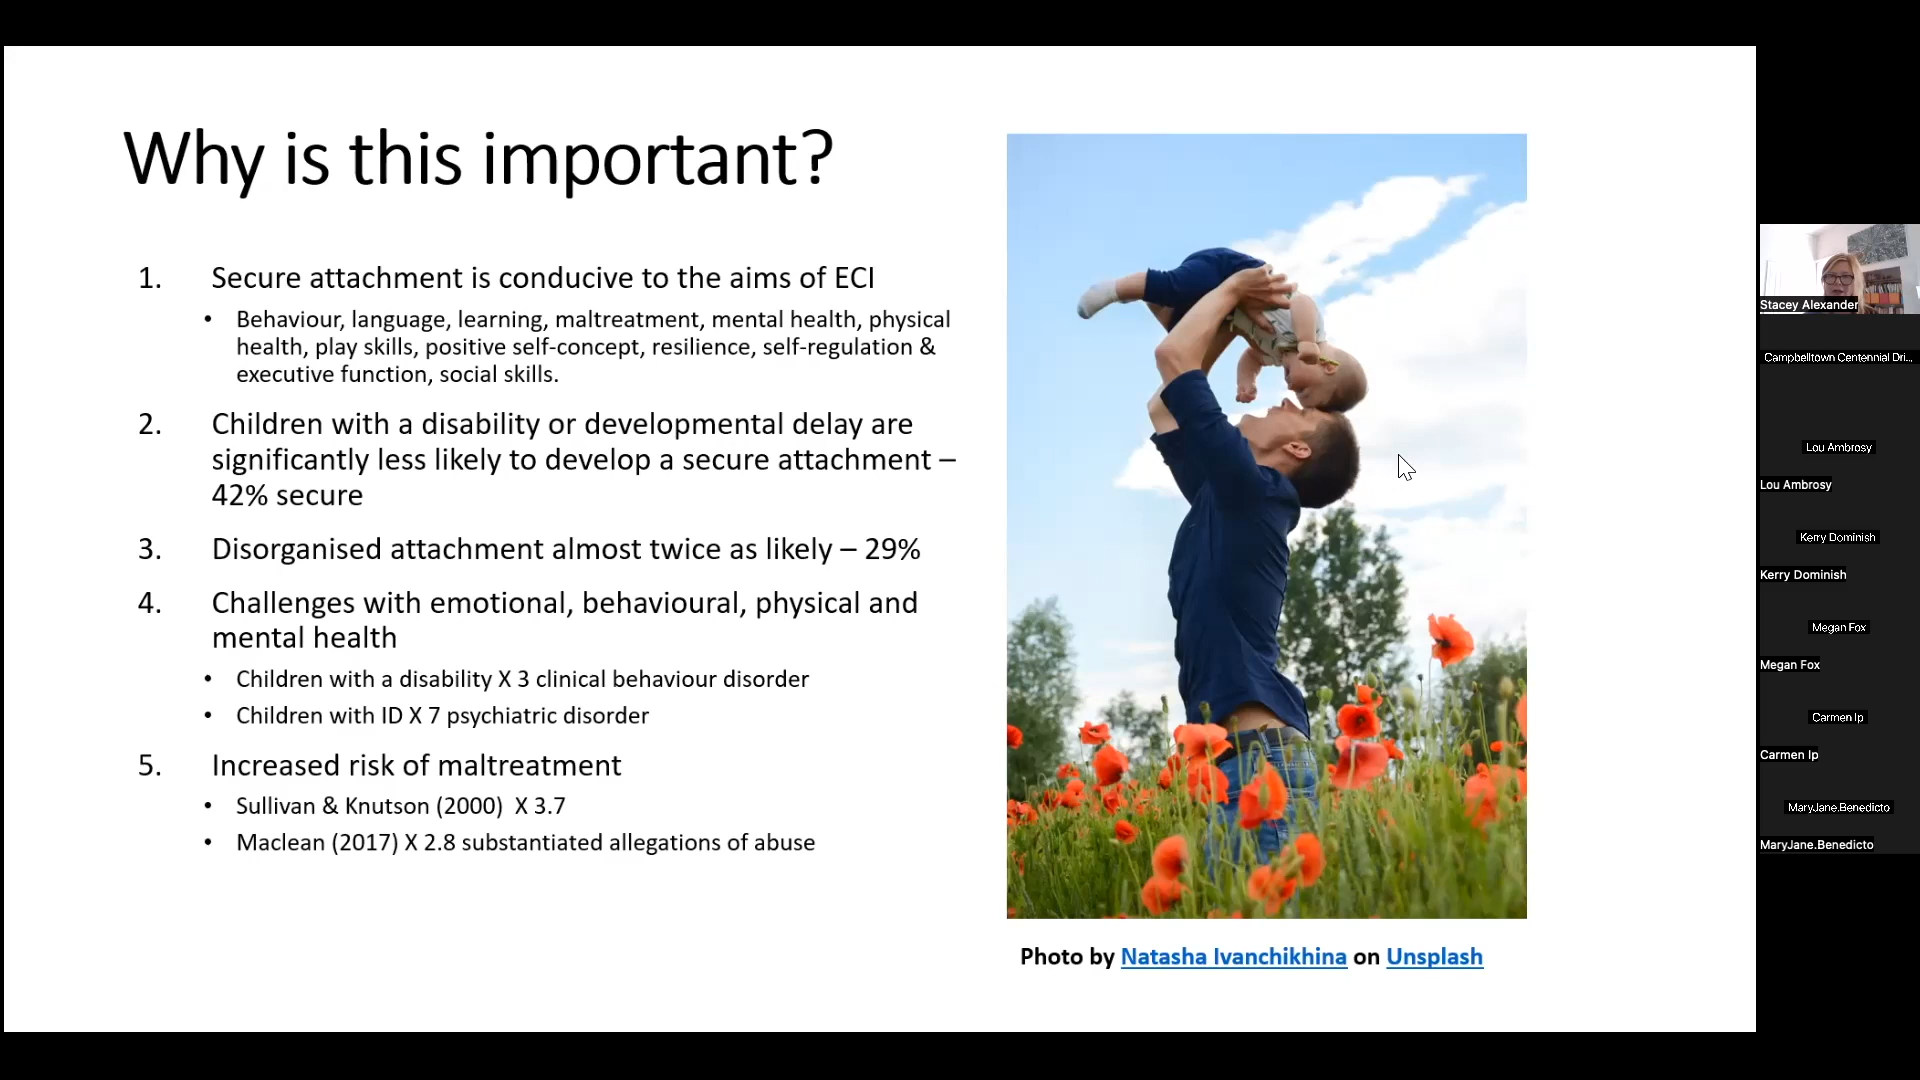 Why is this important?
1. Secure attachment is conducive to the aims of ECI
• Behaviour, language, learning, maltreatment, mental health, physical
health, play skills, positive self-concept, resilience, self-regulation &
executive function, social skills.
2. Children with a disability or developmental delay are
significantly less likely to develop a secure attachment –
42% secure
3. Disorganised attachment almost twice as likely – 29%
4. Challenges with emotional, behavioural, physical and
mental health
• Children with a disability X 3 clinical behaviour disorder
• Children with ID X 7 psychiatric disorder
5. Increased risk of maltreatment
• Sullivan & Knutson (2000)  X 3.7
• Maclean (2017) X 2.8 substantiated allegations of abuse
Photo by Natasha Ivanchikhina on Unsplash
Stacey Alexander
Campbelltown Centennial Dri...
Lou Ambrosy
Lou Ambrosy
Kerry Dominish
Kerry Dominish
Megan Fox
Megan Fox
Carmen Ip
Carmen Ip
MaryJane.Benedicto
MaryJane.Benedicto